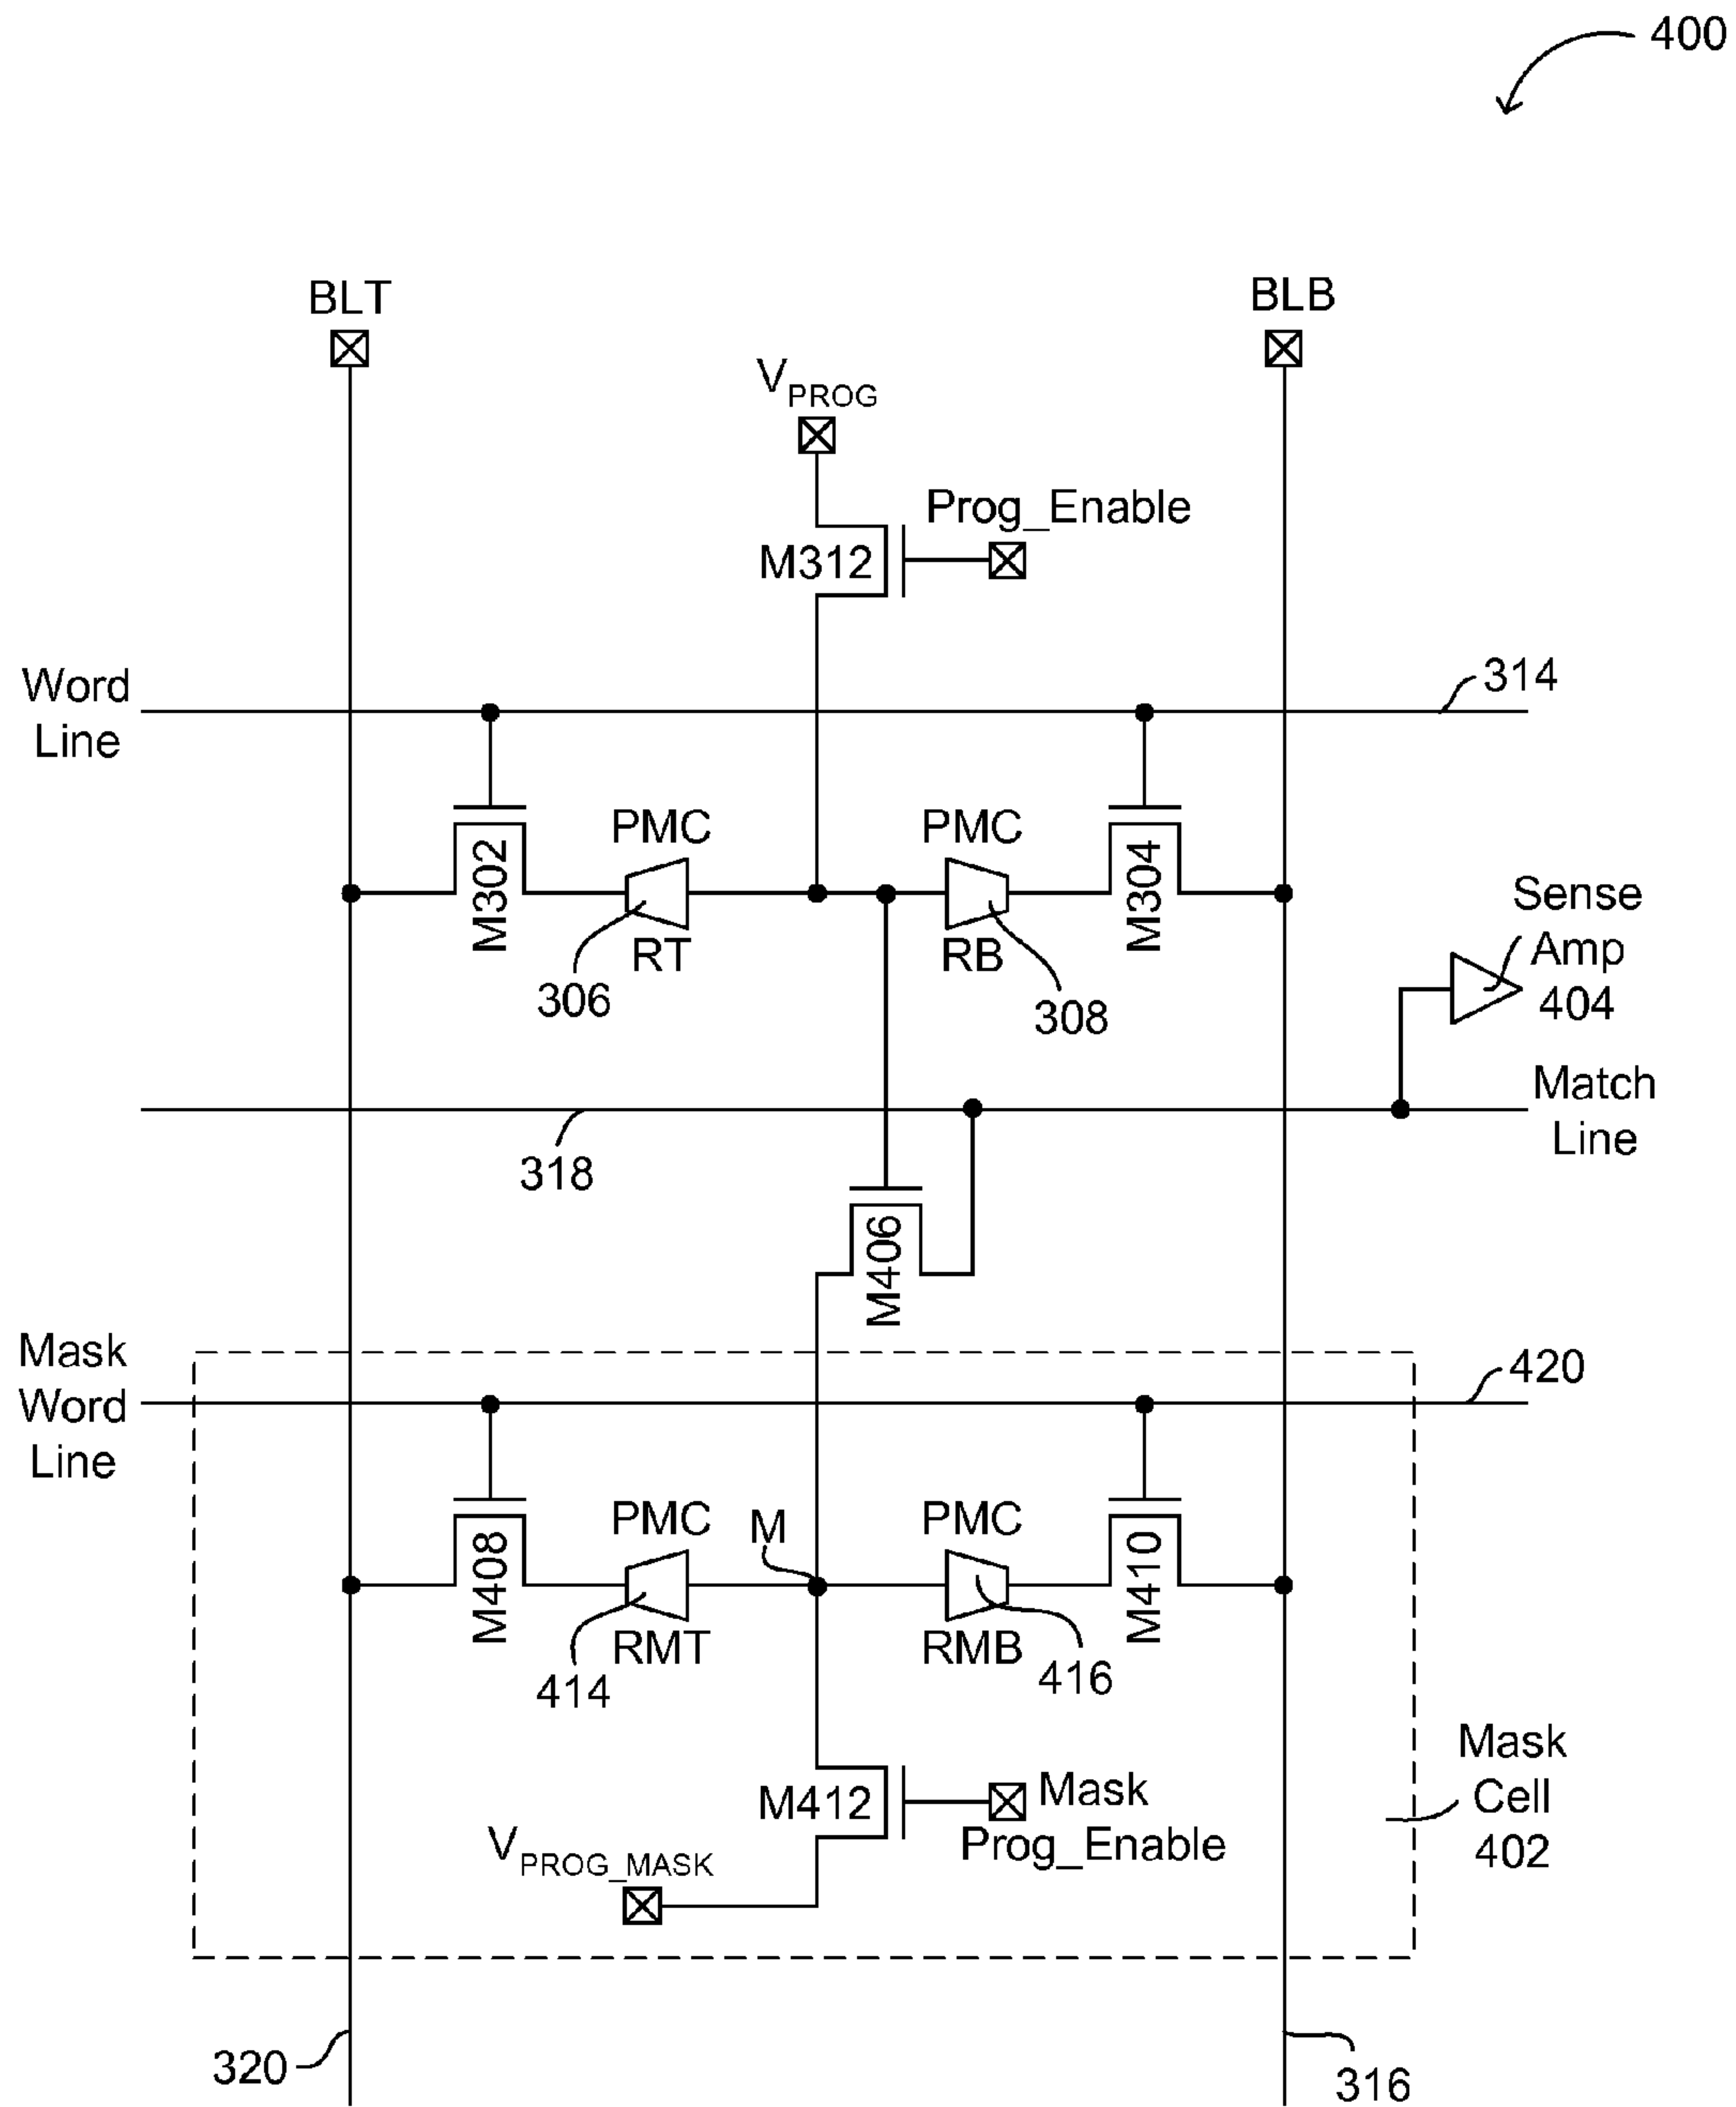 400
BLT
BLB
VPROG
Prog_Enable
M312
Word
Line
314
M302
PMC
RT
306
PMC
RB
308
M304
Sense
Amp
404
Match
Line
318
M406
Mask
Word
Line
420
M408
PMC
RMT
414
M
PMC
RMB
416
M410
M412
Mask
Prog_Enable
VPROG_MASK
Mask
Cell
402
320
316